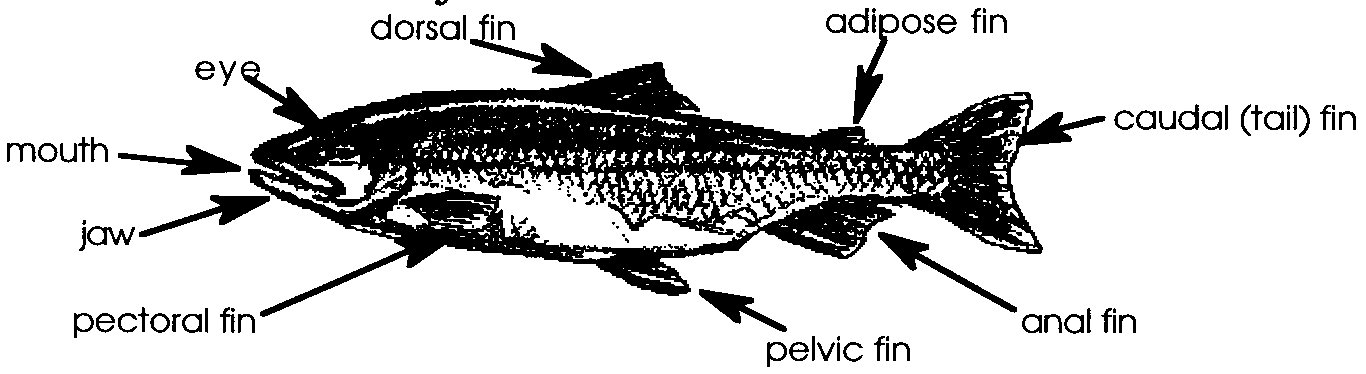 dorsal fin
adipose fin
eye
caudal (tail) fin
mouth
jaw
pectoral fin
anal fin
pelvic fin